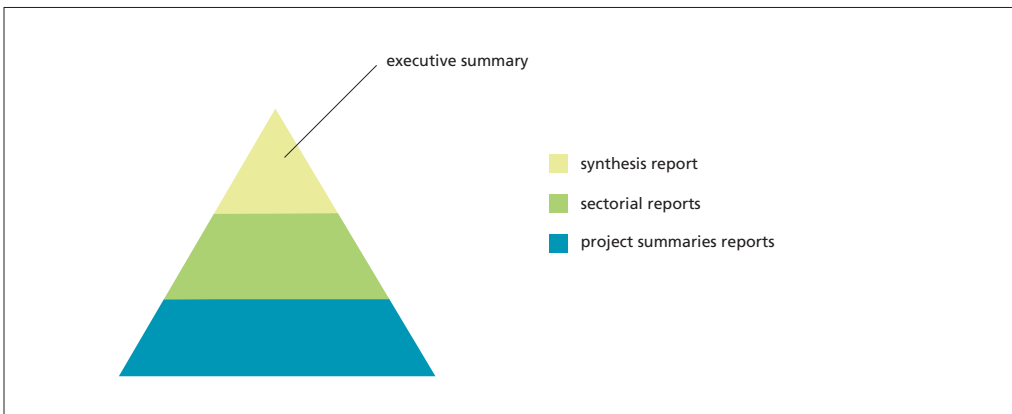 executive summary
synthesis report
sectorial reports
project summaries reports